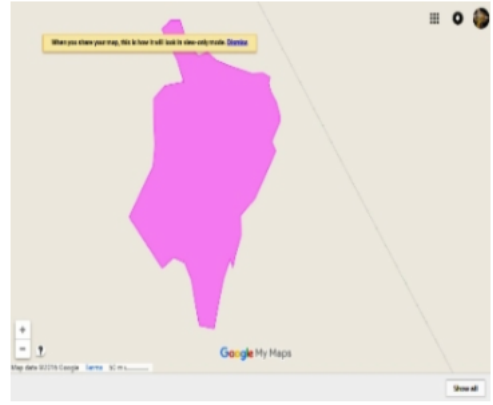 When you share your map, this is how it will look in view-only mode. Dismiss
+
−
Google My Maps
Map data ©2016 Google Terms
Show all